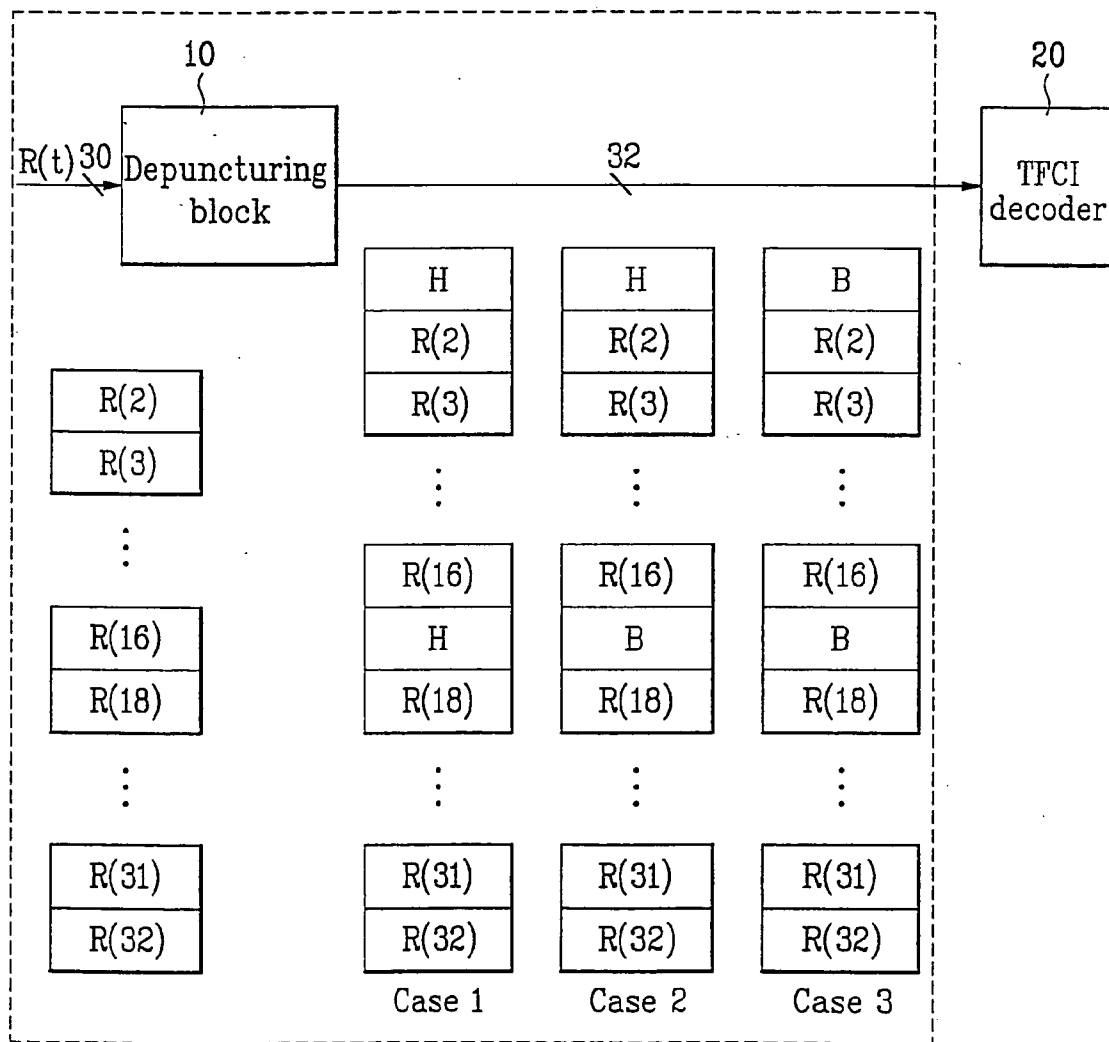 10
20
R(t) 30
Depuncturing
block
32
TFCI
decoder
H
H
B
R(2)
R(2)
R(2)
R(3)
R(3)
R(3)
R(2)
R(3)
R(16)
R(16)
R(16)
H
B
B
R(18)
R(18)
R(18)
R(16)
R(18)
R(31)
R(31)
R(31)
R(31)
R(32)
R(32)
R(32)
R(32)
Case 1
Case 2
Case 3